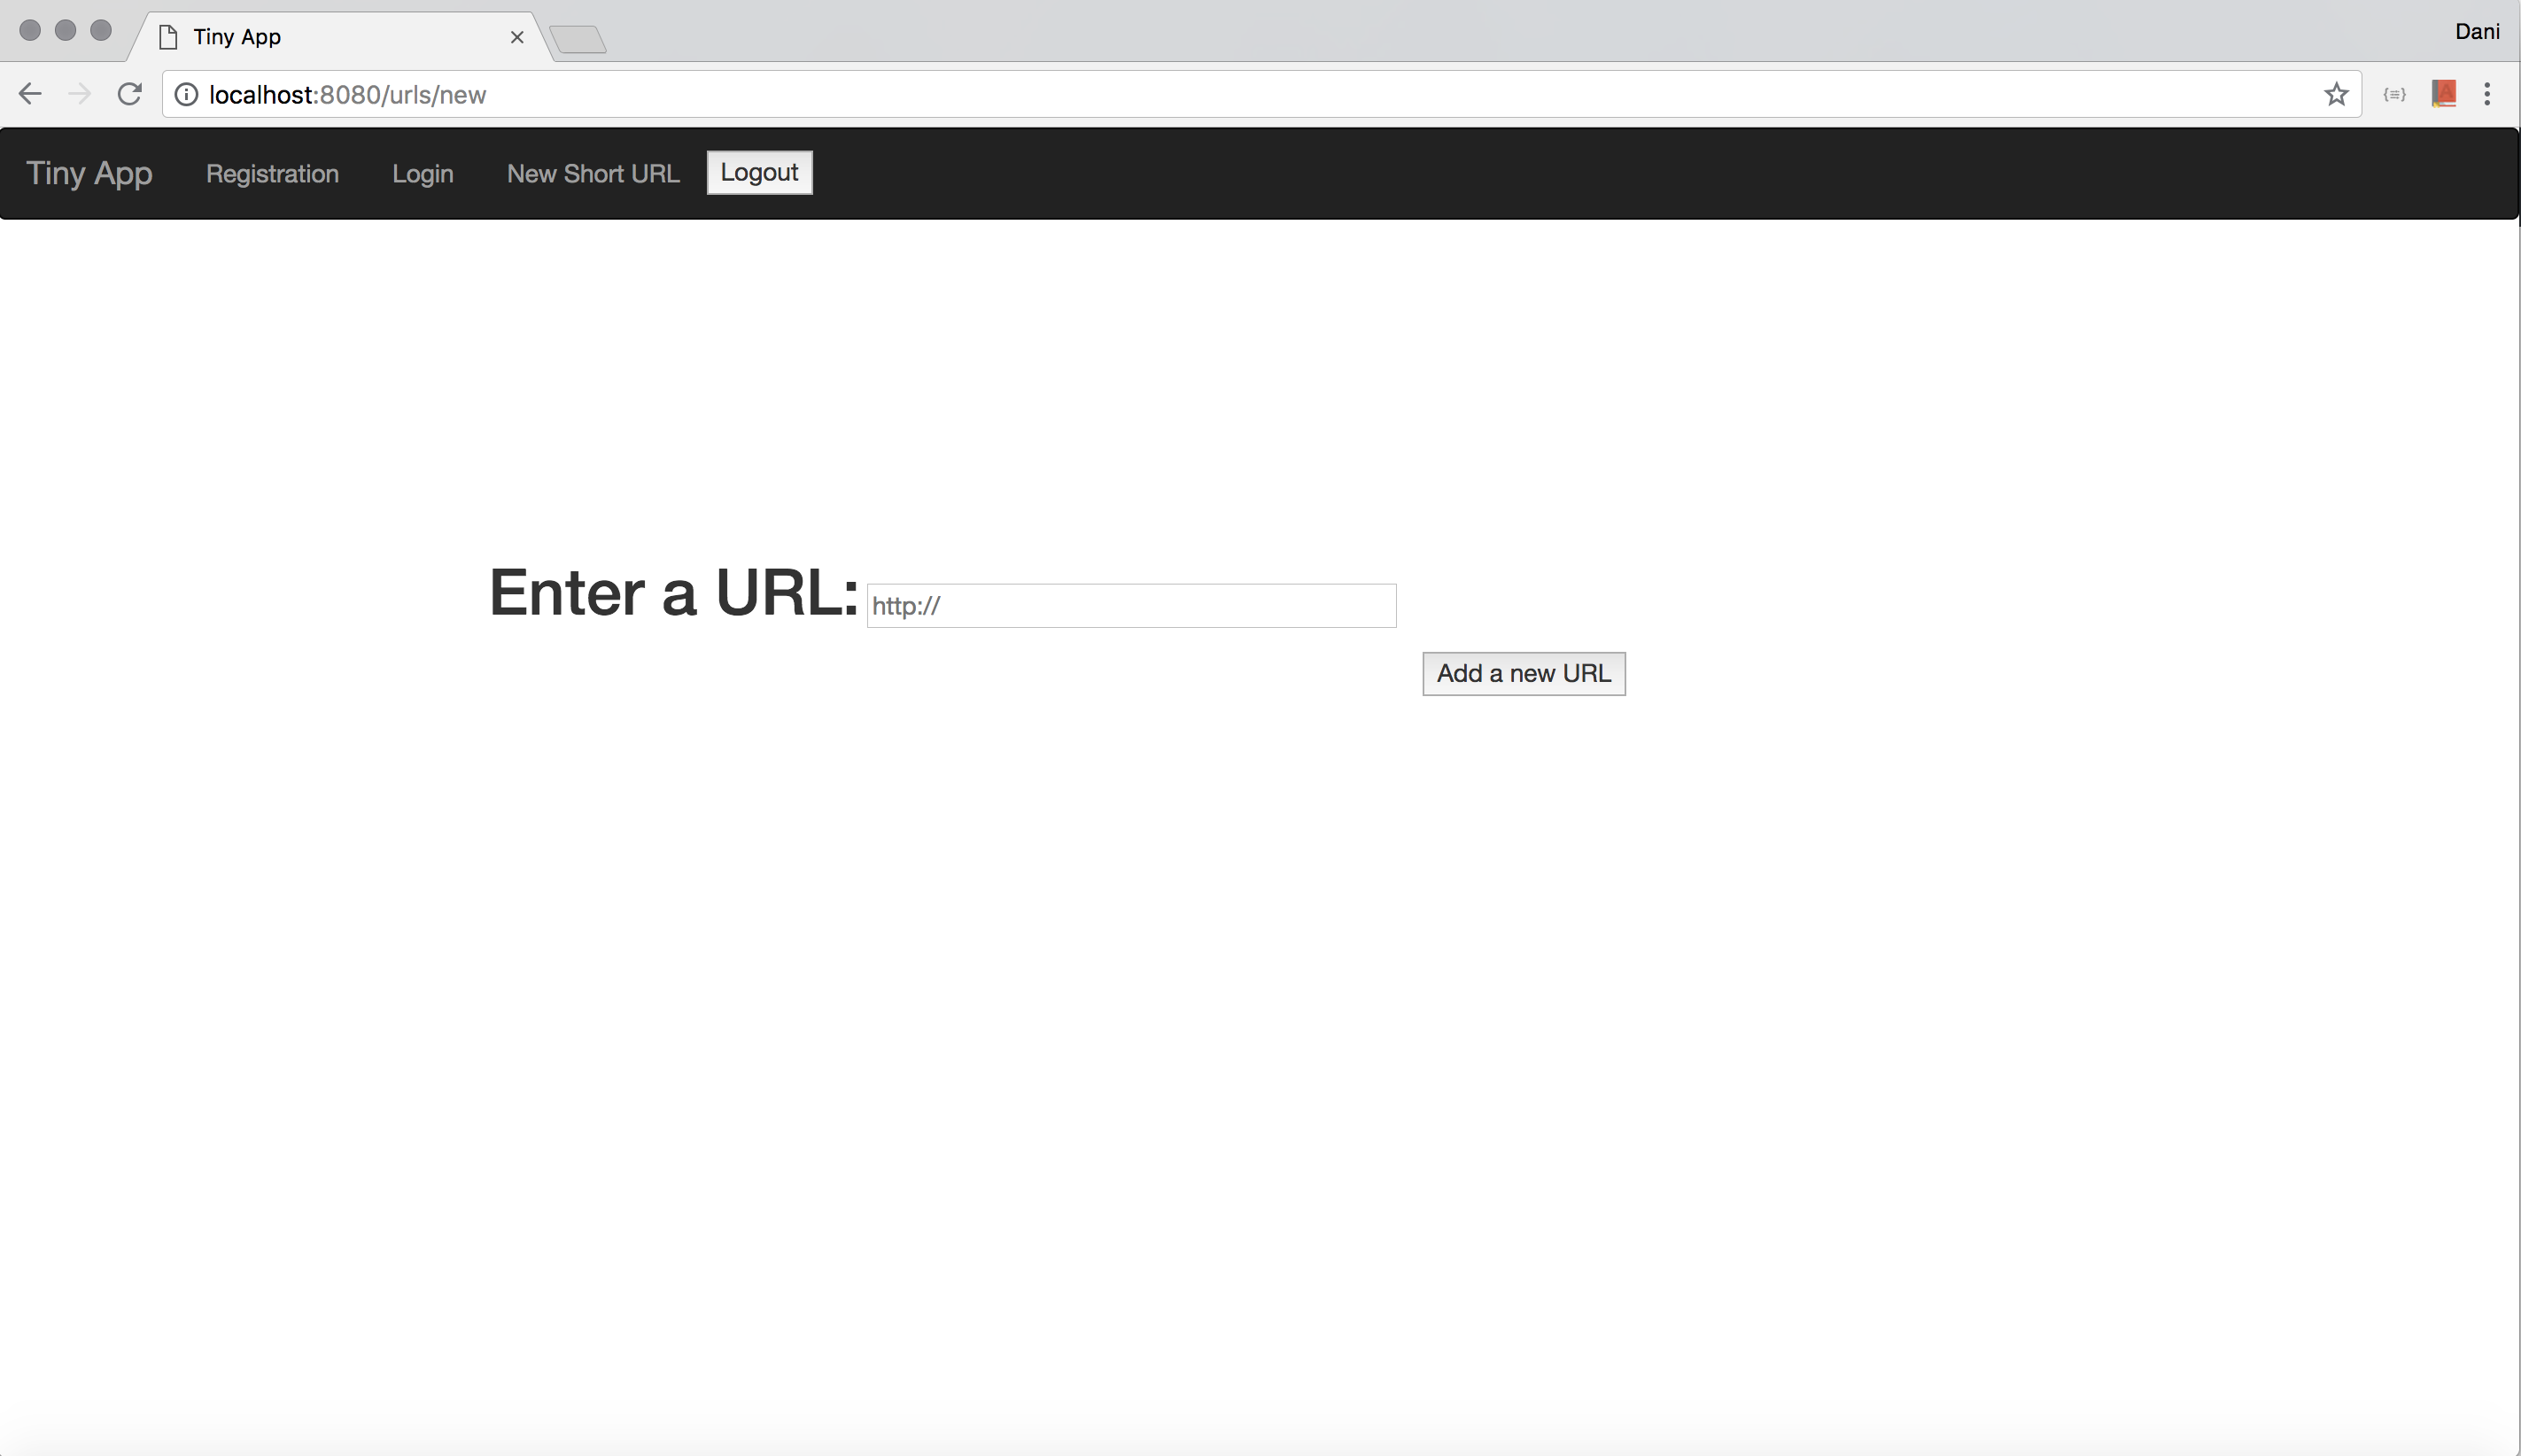 Tiny App
Dani
localhost:8080/urls/new
Tiny App Registration Login New Short URL Logout
Enter a URL: http://
Add a new URL